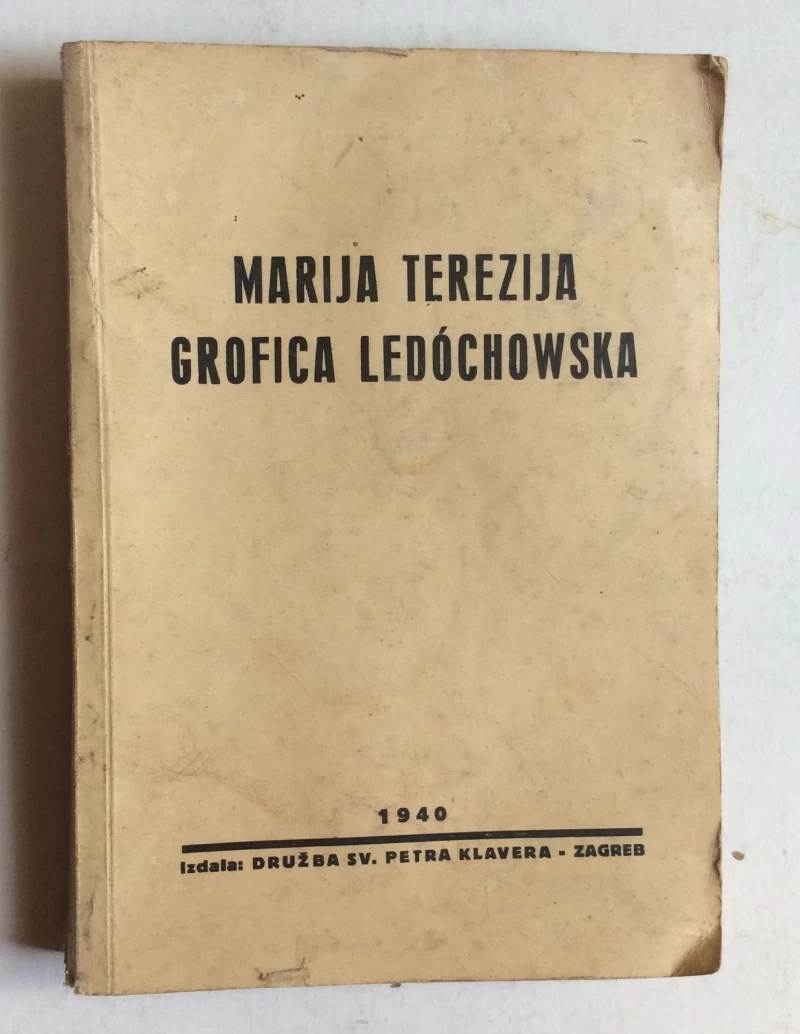 MARIJA TEREZIJA
GROFICA LEDÓCHOWSKA
1940
Izdala: DRUŽBA SV. PETRA KLAVERA - ZAGREB